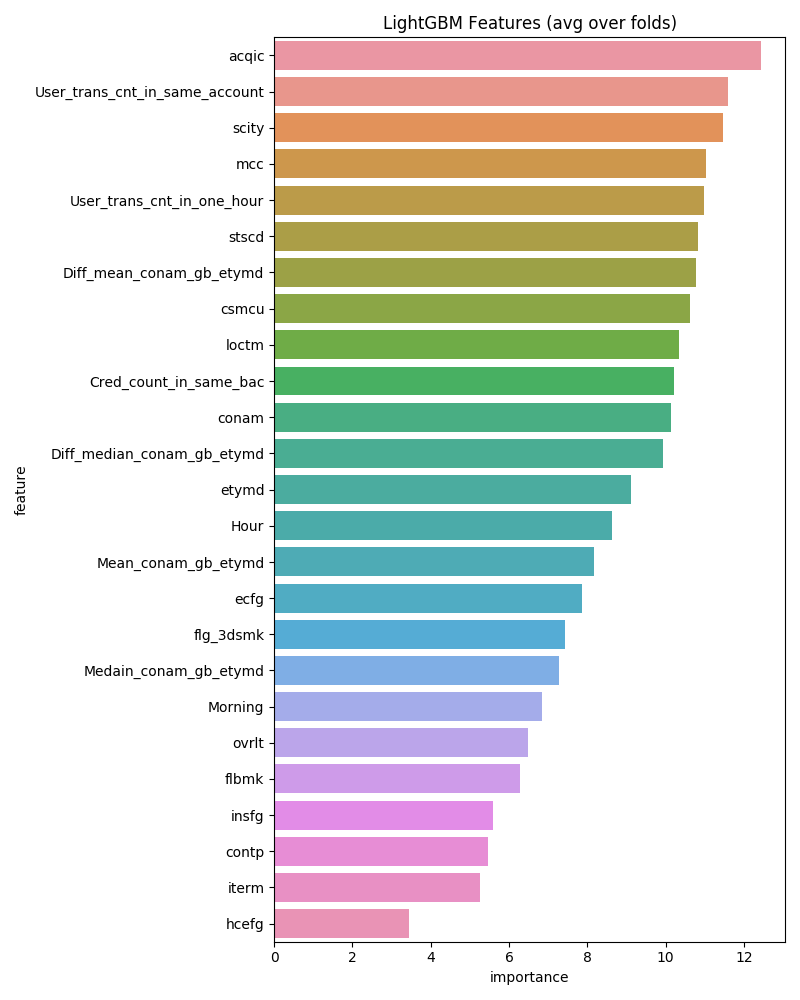 LightGBM Features (avg over folds)
acqic
User_trans_cnt_in_same_account
scity
mcc
User_trans_cnt_in_one_hour
stscd
Diff_mean_conam_gb_etymd
csmcu
loctm
Cred_count_in_same_bac
conam
Diff_median_conam_gb_etymd
etymd
Hour
Mean_conam_gb_etymd
ecfg
flg_3dsmk
Medain_conam_gb_etymd
Morning
ovrlt
flbmk
insfg
contp
iterm
hcefg
feature
0 2 4 6 8 10 12
importance